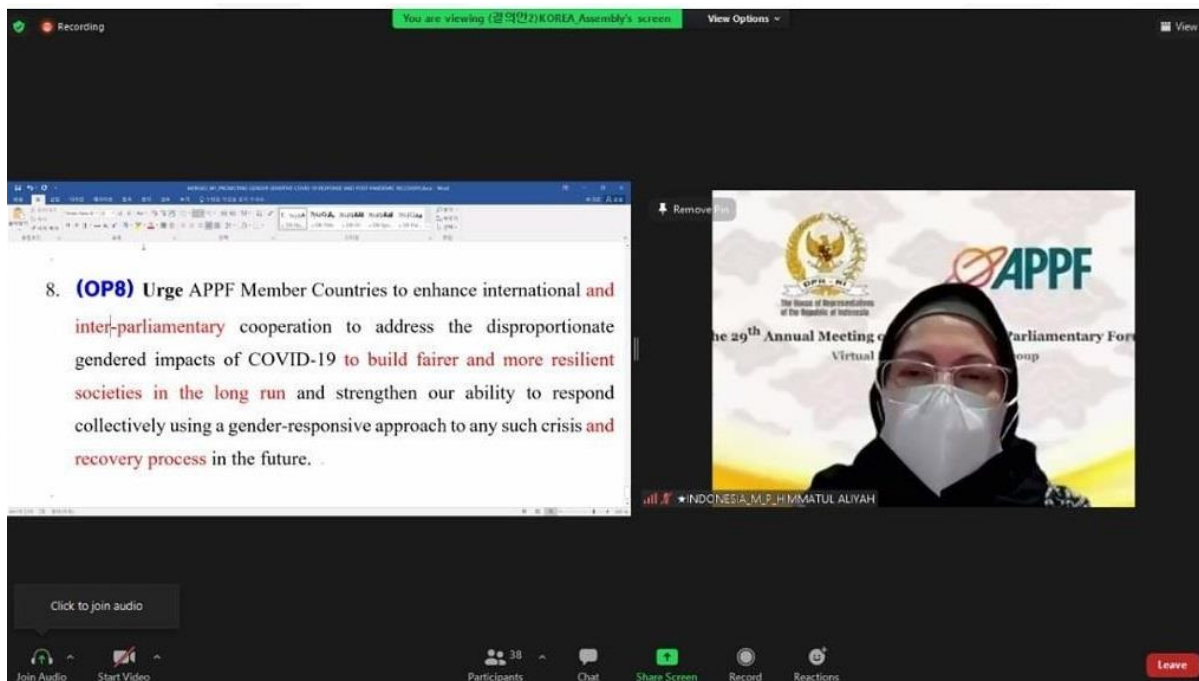 Recording
You are viewing (결의안2)KOREA_Assembly's screen
View Options
View
8. (OP8) Urge APPF Member Countries to enhance international and
inter-parliamentary cooperation to address the disproportionate
gendered impacts of COVID-19 to build fairer and more resilient
societies in the long run and strengthen our ability to respond
collectively using a gender-responsive approach to any such crisis and
recovery process in the future.
Remove Pin
DPR - RI
The House of Representatives
of the Republic of Indonesia
APPF
he 29th Annual Meeting o
Parliamentary For
Virtual
oup
★INDONESIA_M_P_HIMMATUL ALIYAH
Click to join audio
Join Audio
Start Video
38
Participants
Chat
Share Screen
Record
Reactions
Leave